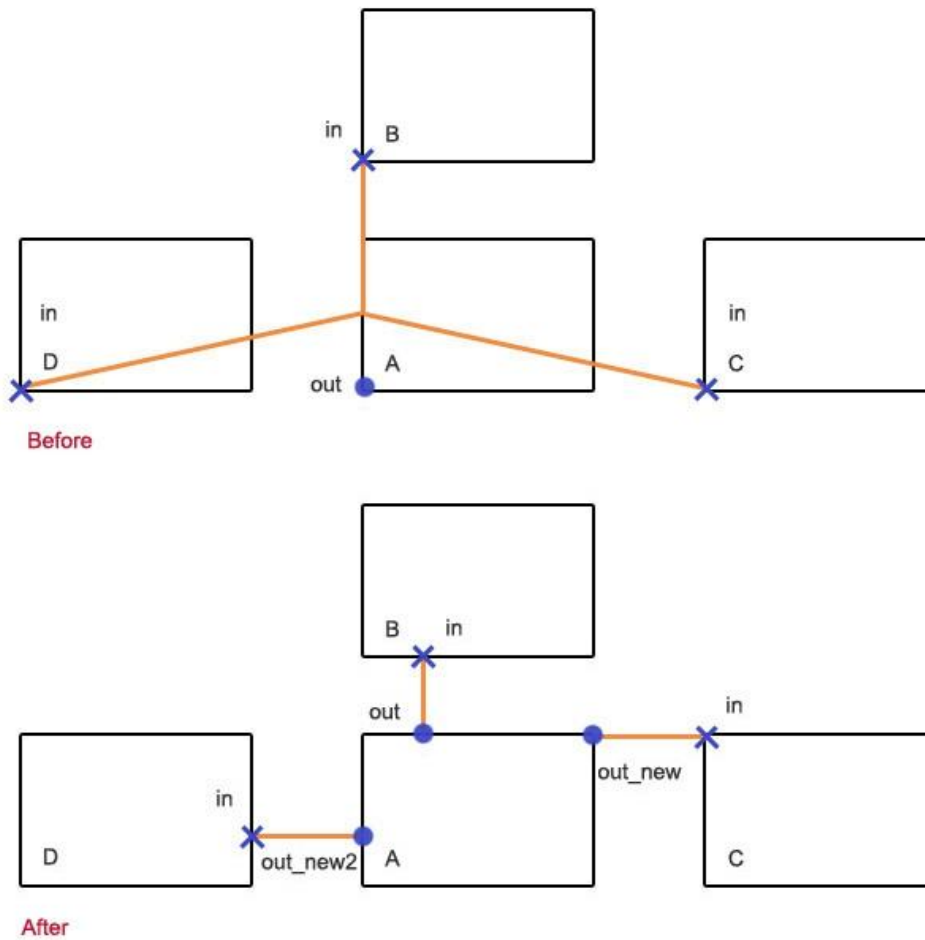 in B
in in
D A C
out
Before
B in
out in
out_new
in
D out_new2 A C
After